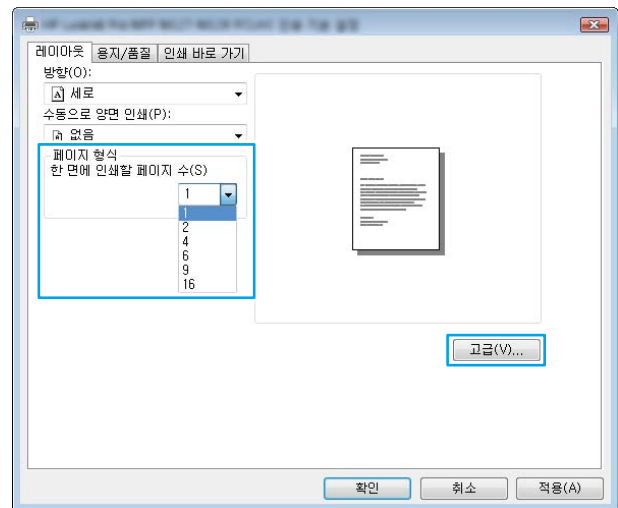 레이아웃 용지/품질 인쇄 바로 가기
방향(O):
세로
수동으로 양면 인쇄(P):
없음
페이지 형식
한 면에 인쇄할 페이지 수(S)
1
1
2
4
6
9
16
고급(V)...
확인 취소 적용(A)